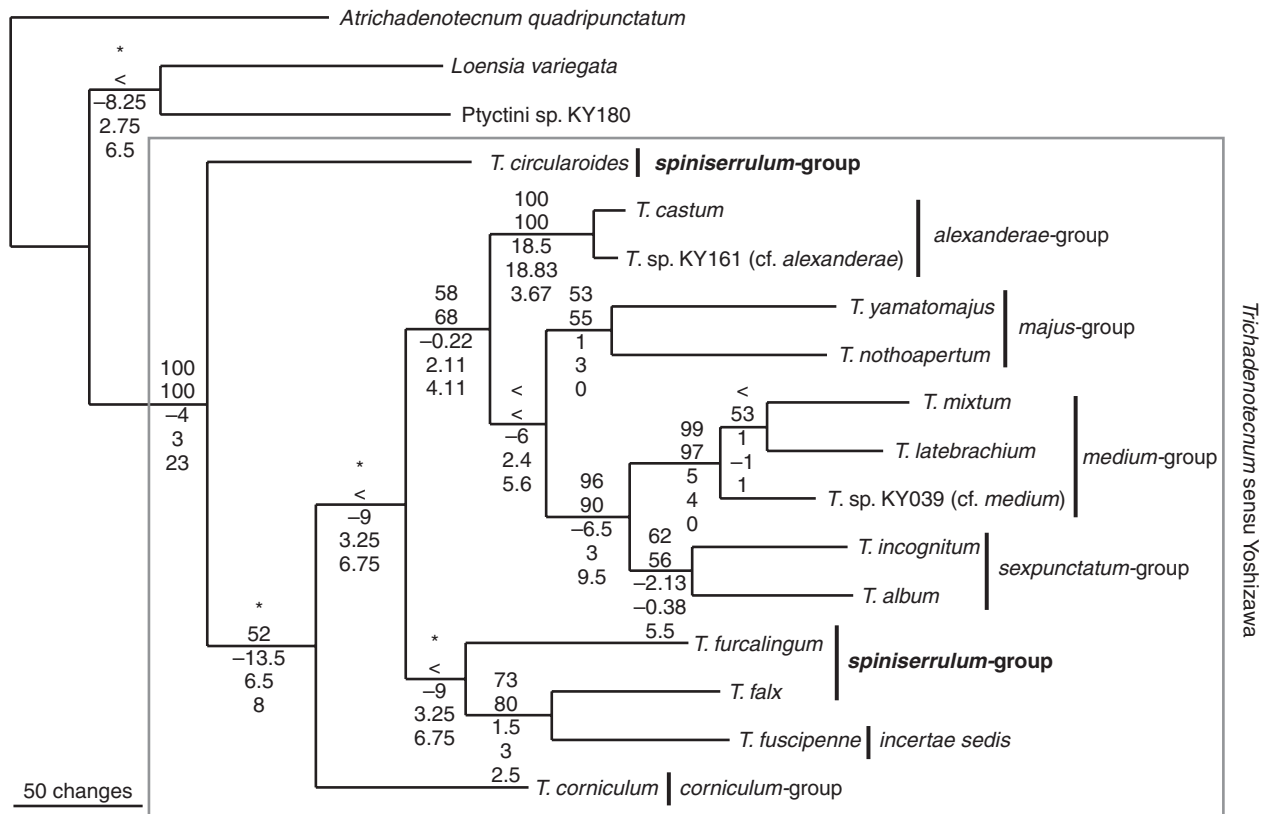 Atrichadenotecnum quadripunctatum
*
<
–8.25
2.75
6.5
Loensia variegata
Ptyctini sp. KY180
T. circularoides
spiniserrulum-group
100
100
18.5
18.83
3.67
T. castum
T. sp. KY161 (cf. alexanderae)
alexanderae-group
58
68
–0.22
2.11
4.11
53
55
1
3
0
T. yamatomajus
T. nothoapertum
majus-group
100
100
–4
3
23
<
<
–6
2.4
5.6
<
53
1
–1
1
T. mixtum
T. latebrachium
T. sp. KY039 (cf. medium)
medium-group
99
97
5
4
0
*
<
–9
3.25
6.75
96
90
–6.5
3
9.5
62
56
–2.13
–0.38
5.5
T. incognitum
T. album
sexpunctatum-group
*
52
–13.5
6.5
8
*
<
–9
3.25
6.75
T. furcalingum
T. falx
spiniserrulum-group
73
80
1.5
3
2.5
T. fuscipenne
incertae sedis
T. corniculum
corniculum-group
50 changes
Trichadenotecnum sensu Yoshizawa